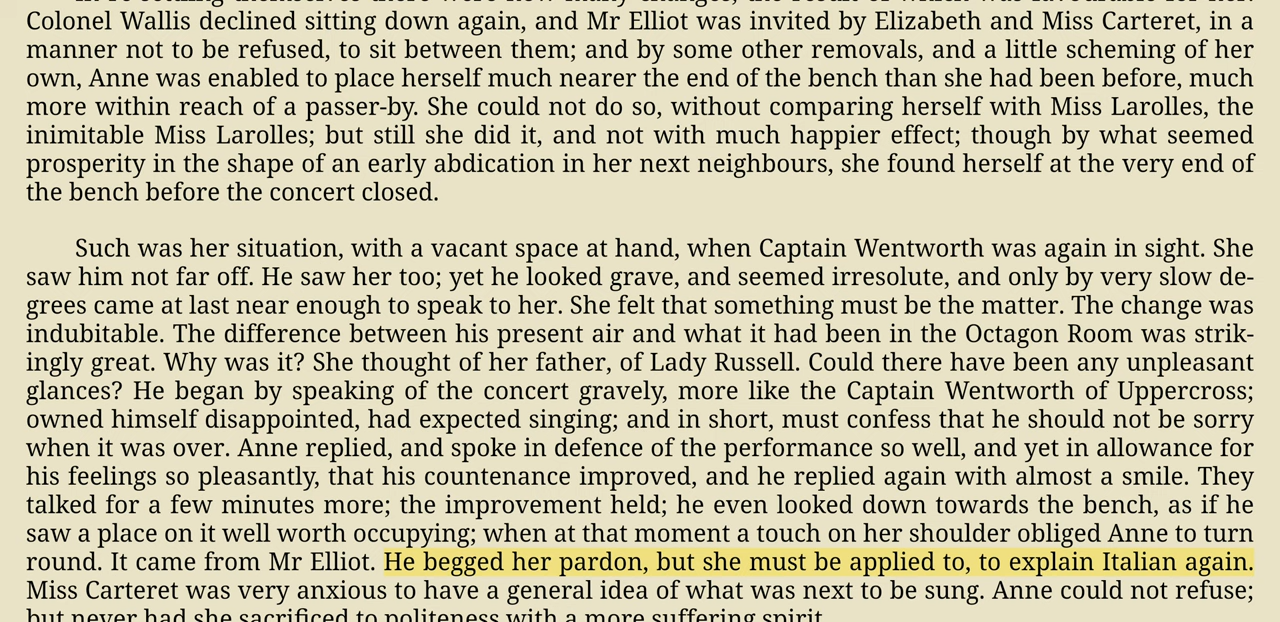 Colonel Wallis declined sitting down again, and Mr Elliot was invited by Elizabeth and Miss Carteret, in a
manner not to be refused, to sit between them; and by some other removals, and a little scheming of her
own, Anne was enabled to place herself much nearer the end of the bench than she had been before, much
more within reach of a passer-by. She could not do so, without comparing herself with Miss Larolles, the
inimitable Miss Larolles; but still she did it, and not with much happier effect; though by what seemed
prosperity in the shape of an early abdication in her next neighbours, she found herself at the very end of
the bench before the concert closed.
Such was her situation, with a vacant space at hand, when Captain Wentworth was again in sight. She
saw him not far off. He saw her too; yet he looked grave, and seemed irresolute, and only by very slow de-
grees came at last near enough to speak to her. She felt that something must be the matter. The change was
indubitable. The difference between his present air and what it had been in the Octagon Room was strik-
ingly great. Why was it? She thought of her father, of Lady Russell. Could there have been any unpleasant
glances? He began by speaking of the concert gravely, more like the Captain Wentworth of Uppercross;
owned himself disappointed, had expected singing; and in short, must confess that he should not be sorry
when it was over. Anne replied, and spoke in defence of the performance so well, and yet in allowance for
his feelings so pleasantly, that his countenance improved, and he replied again with almost a smile. They
talked for a few minutes more; the improvement held; he even looked down towards the bench, as if he
saw a place on it well worth occupying; when at that moment a touch on her shoulder obliged Anne to turn
round. It came from Mr Elliot. He begged her pardon, but she must be applied to, to explain Italian again.
Miss Carteret was very anxious to have a general idea of what was next to be sung. Anne could not refuse;
but never had she sacrificed to politeness with a more suffering spirit.